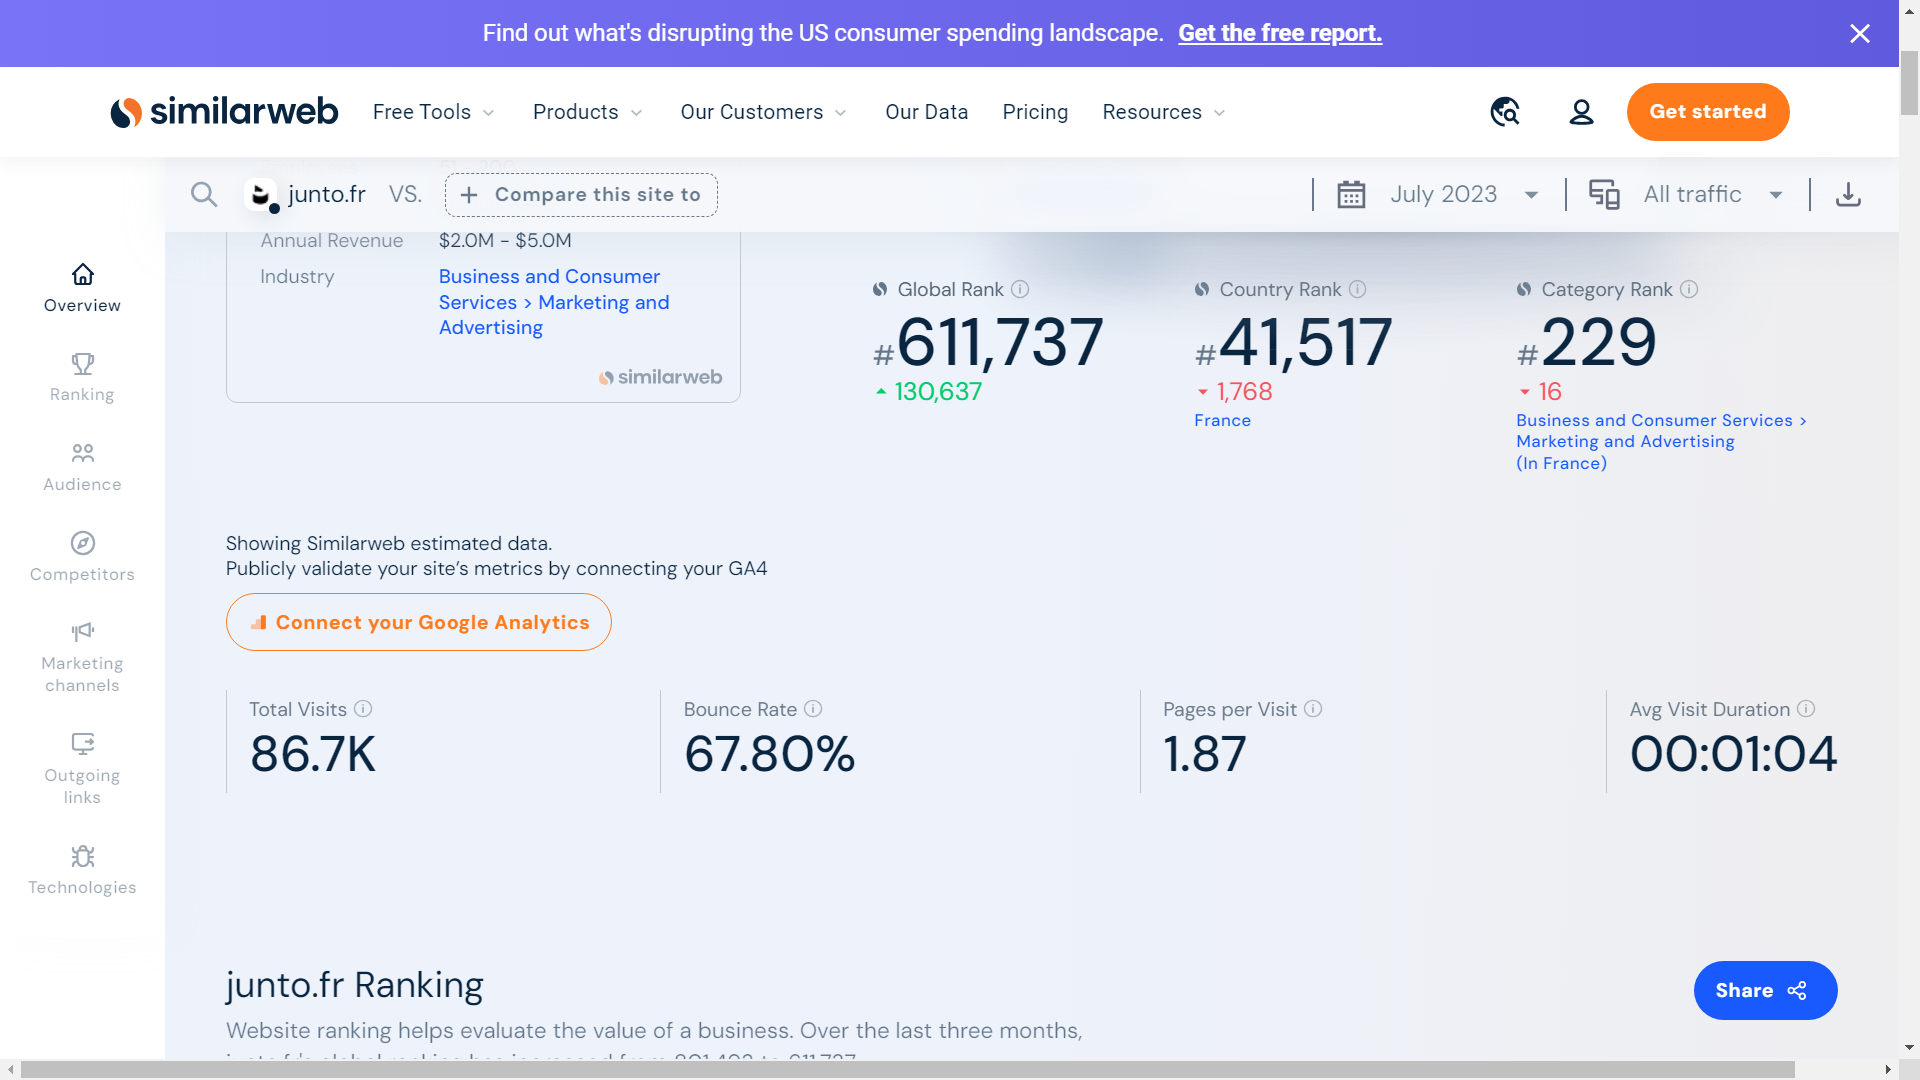 Find out what's disrupting the US consumer spending landscape. Get the free report.
similarweb Free Tools Products Our Customers Our Data Pricing Resources Get started
junto.fr VS. + Compare this site to July 2023 All traffic
Annual Revenue $2.0M - $5.0M
Industry Business and Consumer
Services > Marketing and
Advertising
similarweb
Global Rank
#611,737
130,637
Country Rank
#41,517
1,768
France
Category Rank
#229
16
Business and Consumer Services >
Marketing and Advertising
(In France)
Overview
Ranking
Audience
Competitors
Marketing
channels
Outgoing
links
Technologies
Showing Similarweb estimated data.
Publicly validate your site’s metrics by connecting your GA4
Connect your Google Analytics
Total Visits
86.7K
Bounce Rate
67.80%
Pages per Visit
1.87
Avg Visit Duration
00:01:04
junto.fr Ranking
Share
Website ranking helps evaluate the value of a business. Over the last three months,